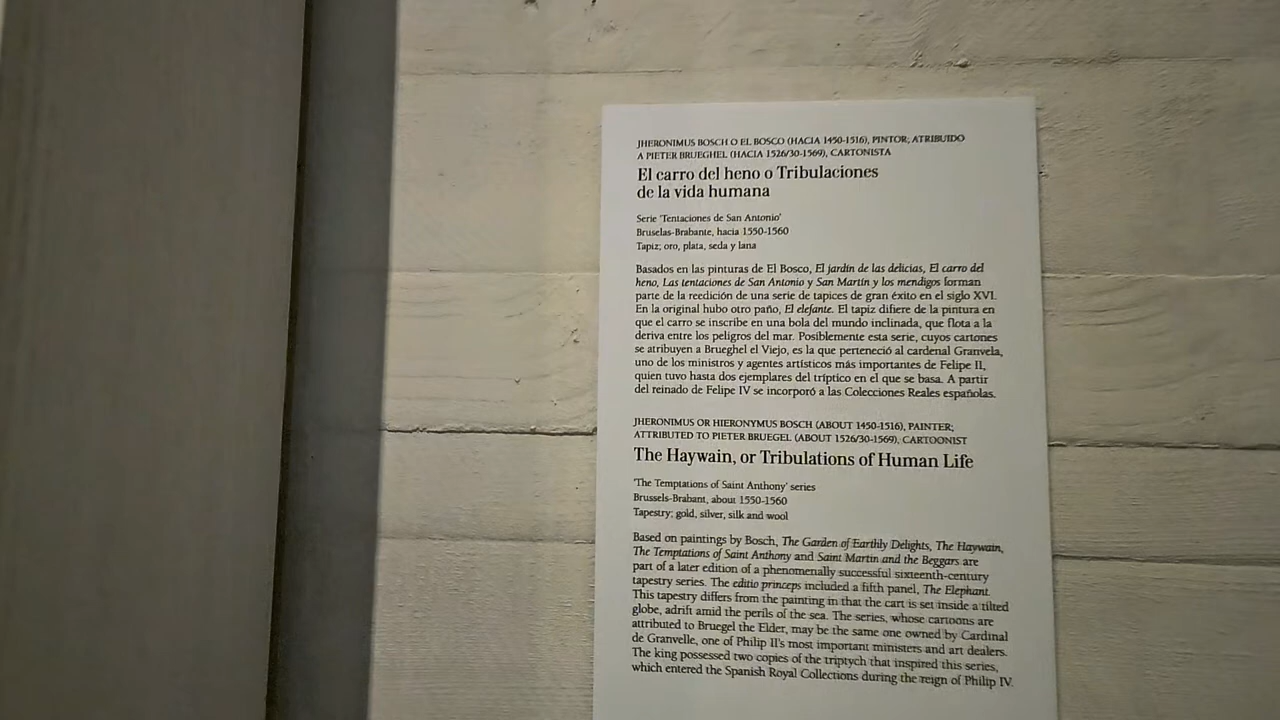 JHERONIMUS BOSCH O EL BOSCO (HACIA 1450-1516), PINTOR; ATRIBUIDO
A PIETER BRUEGHEL (HACIA 1526/30-1569), CARTONISTA
El carro del heno o Tribulaciones
de la vida humana
Serie 'Tentaciones de San Antonio'
Bruselas-Brabante, hacia 1550-1560
Tapiz; oro, plata, seda y lana
Basados en las pinturas de El Bosco, El jardín de las delicias, El carro del
heno, Las tentaciones de San Antonio y San Martín y los mendigos forman
parte de la reedición de una serie de tapices de gran éxito en el siglo XVI.
En la original hubo otro paño, El elefante. El tapiz difiere de la pintura en
que el carro se inscribe en una bola del mundo inclinada, que flota a la
deriva entre los peligros del mar. Posiblemente esta serie, cuyos cartones
se atribuyen a Brueghel el Viejo, es la que perteneció al cardenal Granvela,
uno de los ministros y agentes artísticos más importantes de Felipe II,
quien tuvo hasta dos ejemplares del tríptico en el que se basa. A partir
del reinado de Felipe IV se incorporó a las Colecciones Reales españolas.
JHERONIMUS OR HIERONYMUS BOSCH (ABOUT 1450-1516), PAINTER;
ATTRIBUTED TO PIETER BRUEGEL (ABOUT 1526/30-1569), CARTOONIST
The Haywain, or Tribulations of Human Life
'The Temptations of Saint Anthony' series
Brussels-Brabant, about 1550-1560
Tapestry; gold, silver, silk and wool
Based on paintings by Bosch, The Garden of Earthly Delights, The Haywain,
The Temptations of Saint Anthony and Saint Martin and the Beggars are
part of a later edition of a phenomenally successful sixteenth-century
tapestry series. The editio princeps included a fifth panel, The Elephant.
This tapestry differs from the painting in that the cart is set inside a tilted
globe, adrift amid the perils of the sea. The series, whose cartoons are
attributed to Bruegel the Elder, may be the same one owned by Cardinal
de Granvelle, one of Philip II's most important ministers and art dealers.
The king possessed two copies of the triptych that inspired this series,
which entered the Spanish Royal Collections during the reign of Philip IV.